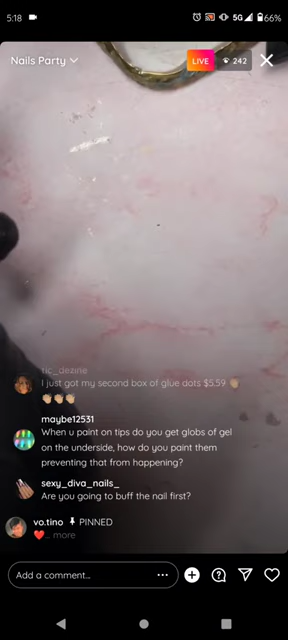 5:18
5G 66%
Nails Party
LIVE 242
ric_dezirie
I just got my second box of glue dots $5.59 👏🏼
👏🏼👏🏼👏🏼
maybe12531
When u paint on tips do you get globs of gel
on the underside, how do you paint them
preventing that from happening?
sexy_diva_nails_
Are you going to buff the nail first?
vo.tino PINNED
❤️... more
Add a comment...